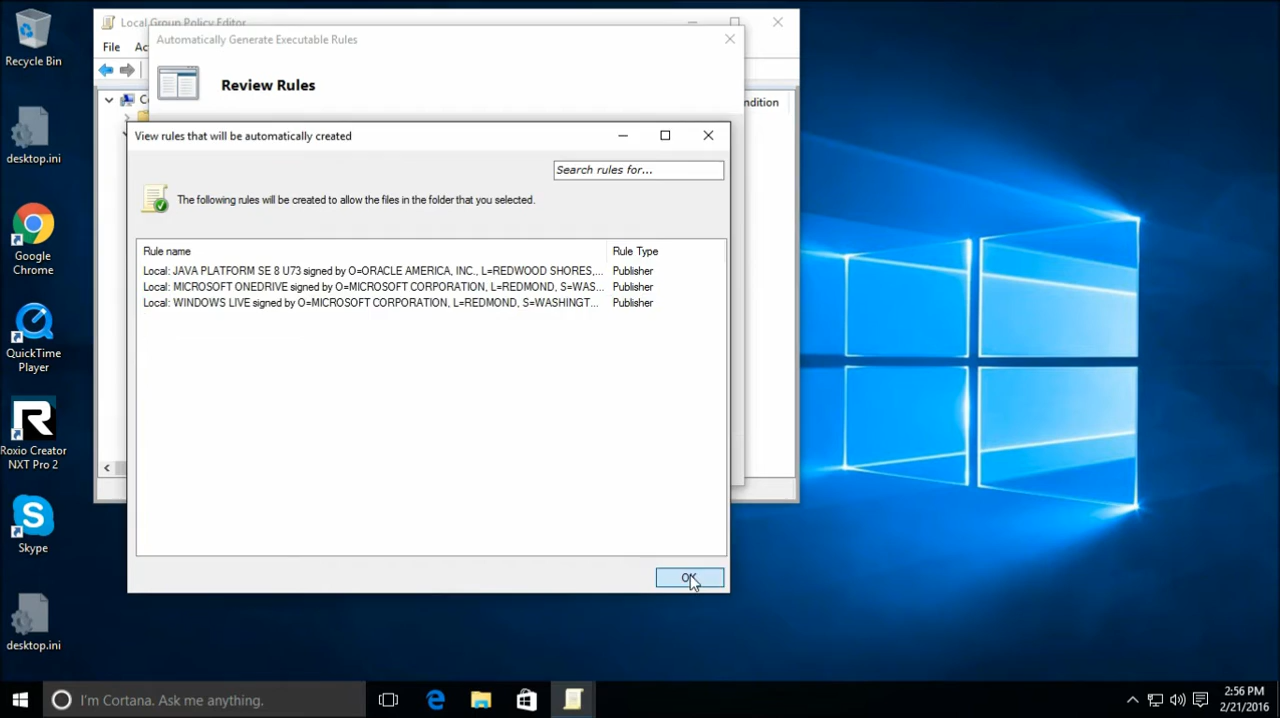 Recycle Bin
desktop.ini
Google
Chrome
QuickTime
Player
Roxio Creator
NXT Pro 2
Skype
desktop.ini
Local Group Policy Editor
File
Automatically Generate Executable Rules
Review Rules
ndition
View rules that will be automatically created
Search rules for...
The following rules will be created to allow the files in the folder that you selected.
Rule name Rule Type
Local: JAVA PLATFORM SE 8 U73 signed by O=ORACLE AMERICA, INC., L=REDWOOD SHORES,... Publisher
Local: MICROSOFT ONEDRIVE signed by O=MICROSOFT CORPORATION, L=REDMOND, S=WAS... Publisher
Local: WINDOWS LIVE signed by O=MICROSOFT CORPORATION, L=REDMOND, S=WASHINGT... Publisher
OK
I'm Cortana. Ask me anything.
2:56 PM
2/21/2016